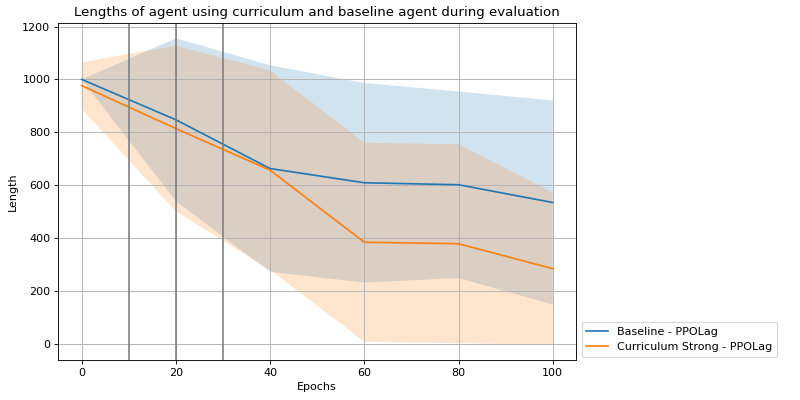 Lengths of agent using curriculum and baseline agent during evaluation
1200
1000
800
600
400
200
0
Length
0 20 40 60 80 100
Epochs
Baseline - PPOLag
Curriculum Strong - PPOLag